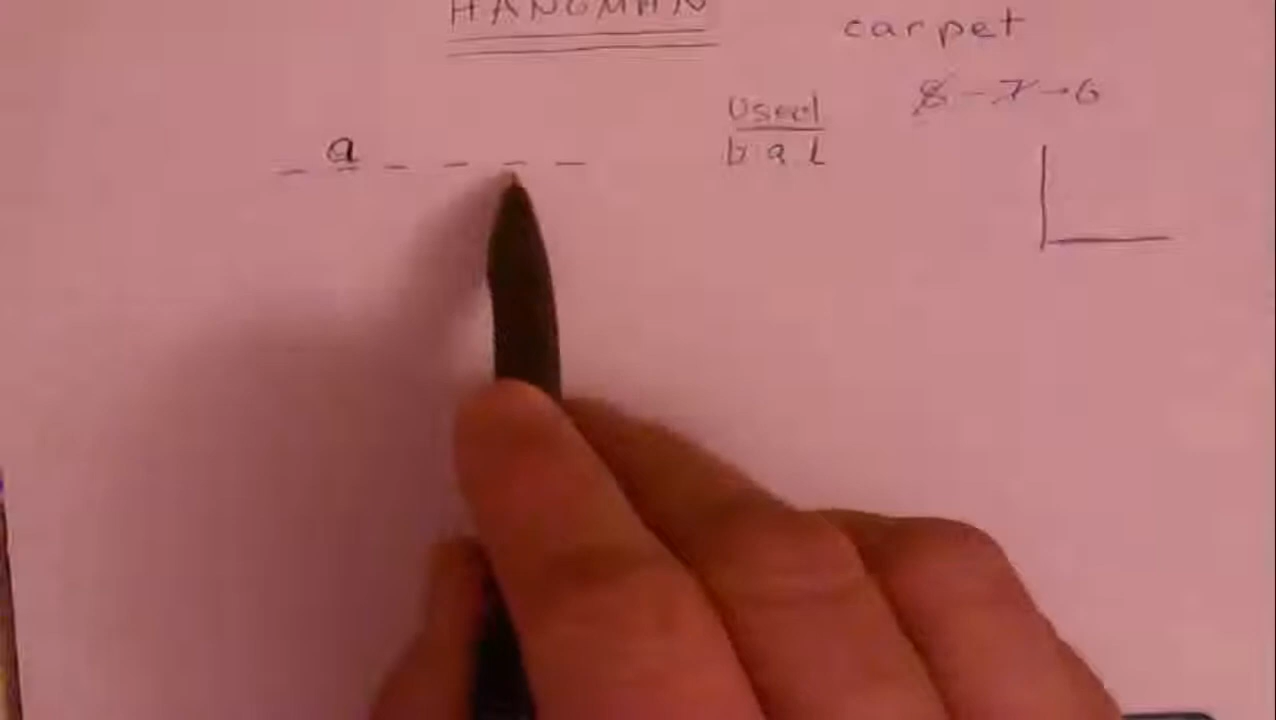 HANGMAN
carpet
8-7-6
Used
_ a _ _ _ _
b a l